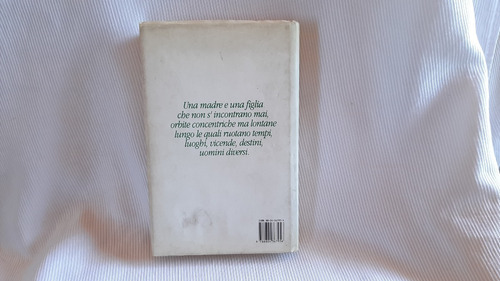 Una madre e una figlia
che non s' incontrano mai,
orbite concentriche ma lontane
lungo le quali ruotano tempi,
luoghi, vicende, destini,
uomini diversi.